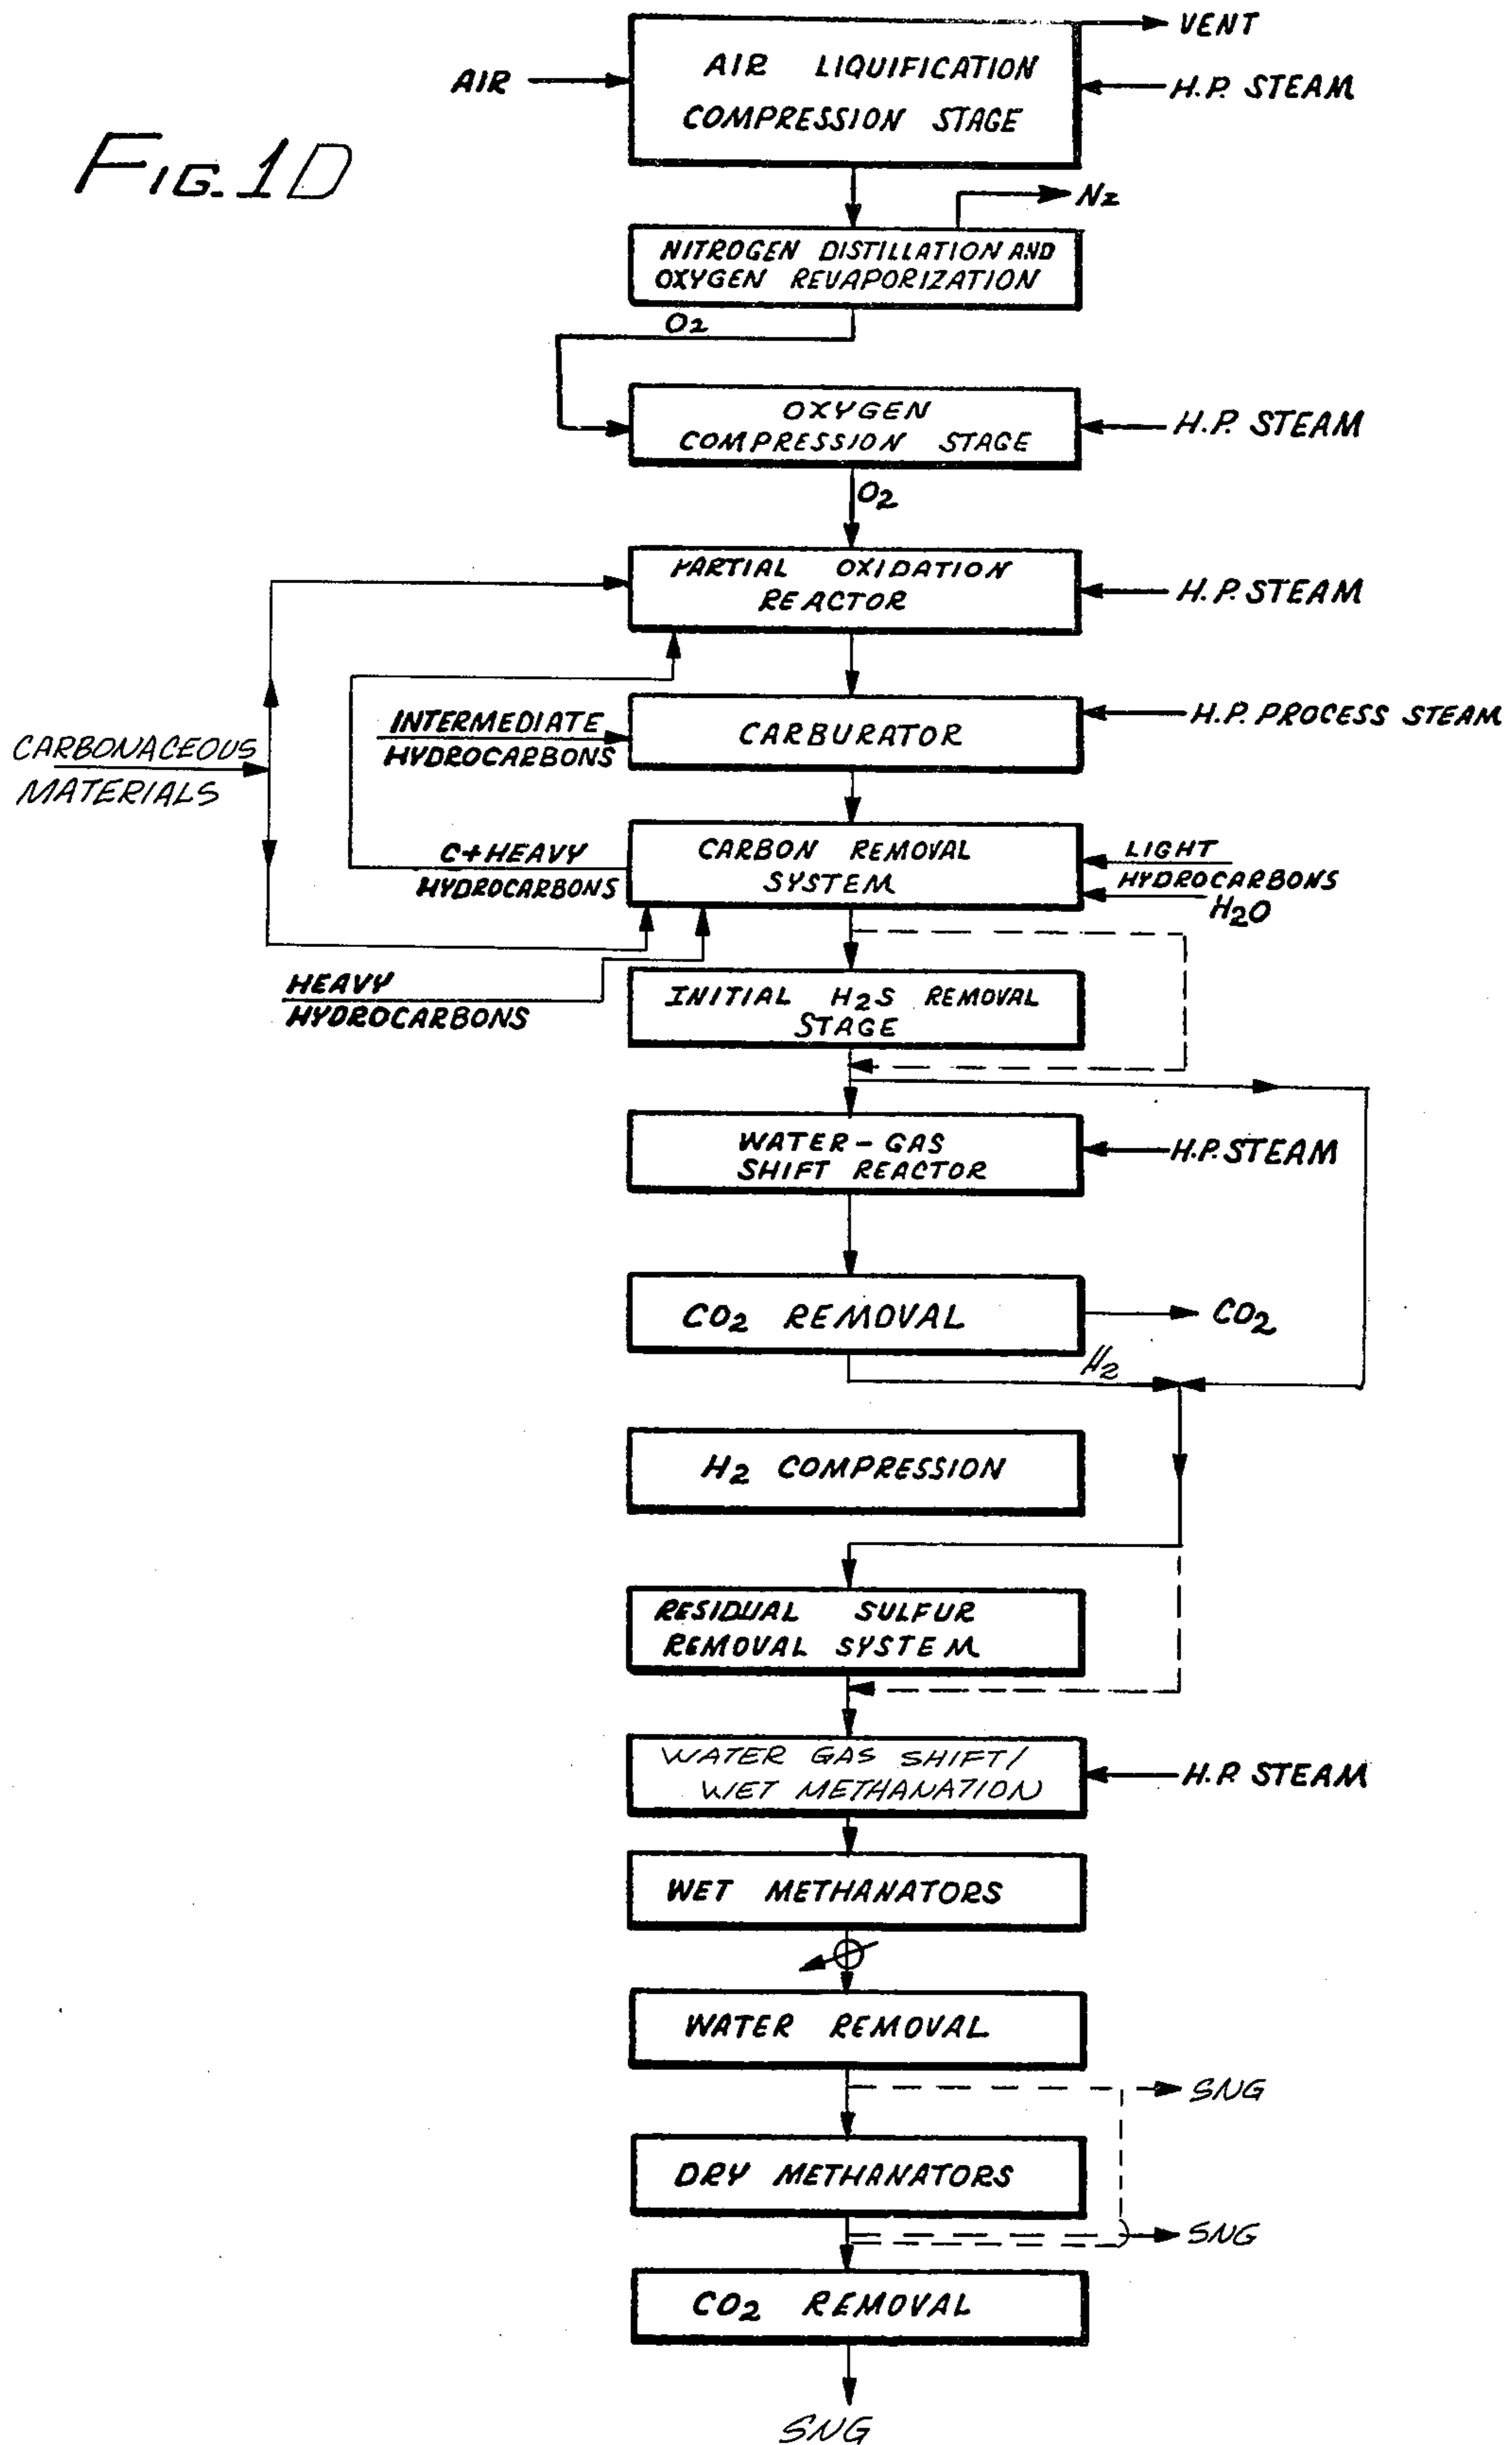 FIG. 1D
VENT
AIR
AIR LIQUIFICATION
COMPRESSION STAGE
H.P. STEAM
N2
NITROGEN DISTILLATION AND
OXYGEN REVAPORIZATION
O2
OXYGEN
COMPRESSION STAGE
H.P. STEAM
O2
PARTIAL OXIDATION
REACTOR
H.P. STEAM
CARBONACEOUS
MATERIALS
INTERMEDIATE
HYDROCARBONS
CARBURATOR
H.P. PROCESS STEAM
C+HEAVY
HYDROCARBONS
CARBON REMOVAL
SYSTEM
LIGHT
HYDROCARBONS
H2O
HEAVY
HYDROCARBONS
INITIAL H2S REMOVAL
STAGE
WATER-GAS
SHIFT REACTOR
H.P. STEAM
CO2 REMOVAL
CO2
H2
H2 COMPRESSION
RESIDUAL SULFUR
REMOVAL SYSTEM
WATER GAS SHIFT/
WET METHANATION
H.P. STEAM
WET METHANATORS
WATER REMOVAL
SNG
DRY METHANATORS
SNG
CO2 REMOVAL
SNG